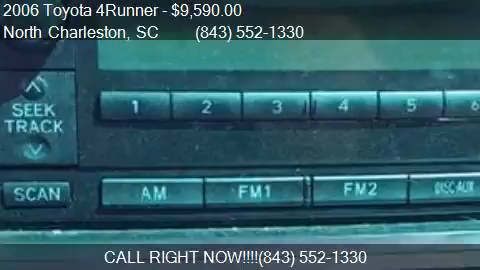 2006 Toyota 4Runner - $9,590.00
North Charleston, SC (843) 552-1330
SEEK
TRACK
1 2 3 4 5 6
SCAN AM FM1 FM2 DISC·AUX
CALL RIGHT NOW!!!!(843) 552-1330